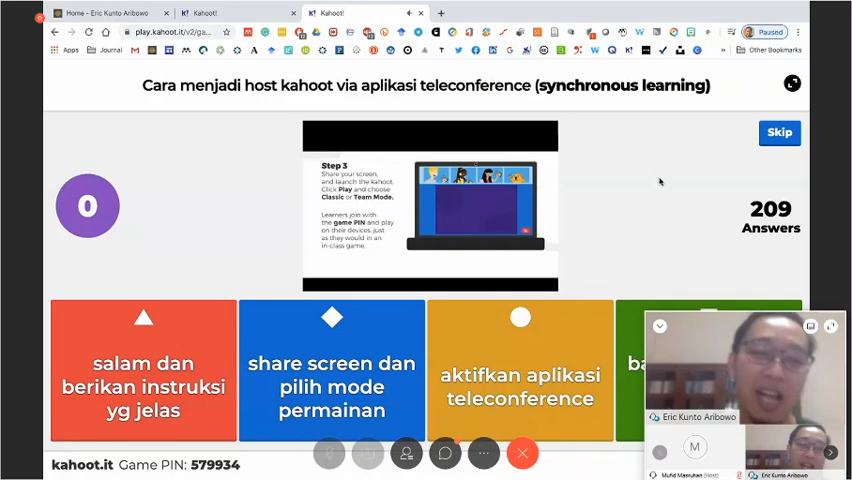 Home - Eric Kunto Aribowo
Kahoot!
Kahoot!
play.kahoot.it/v2/ga...
Paused
Apps
Journal
Other Bookmarks
Cara menjadi host kahoot via aplikasi teleconference (synchronous learning)
Skip
0
Step 3
Share your screen,
and launch the kahoot.
Click Play and choose
Classic or Team Mode.
Learners join with
the game PIN and play
on their devices, just
as they would in an
in-class game.
209
Answers
salam dan
berikan instruksi
yg jelas
share screen dan
pilih mode
permainan
aktifkan aplikasi
teleconference
Eric Kunto Aribowo
M
Mufid Masruhan (Host)
Eric Kunto Aribowo
kahoot.it Game PIN: 579934